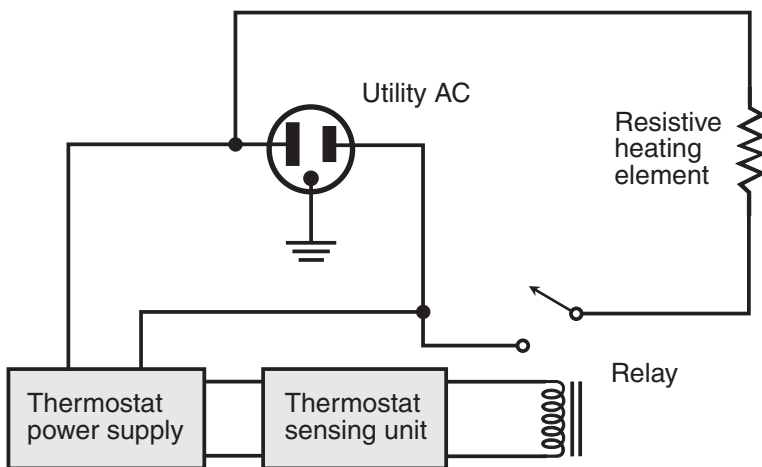 Utility AC
Resistive
heating
element
Relay
Thermostat
power supply
Thermostat
sensing unit